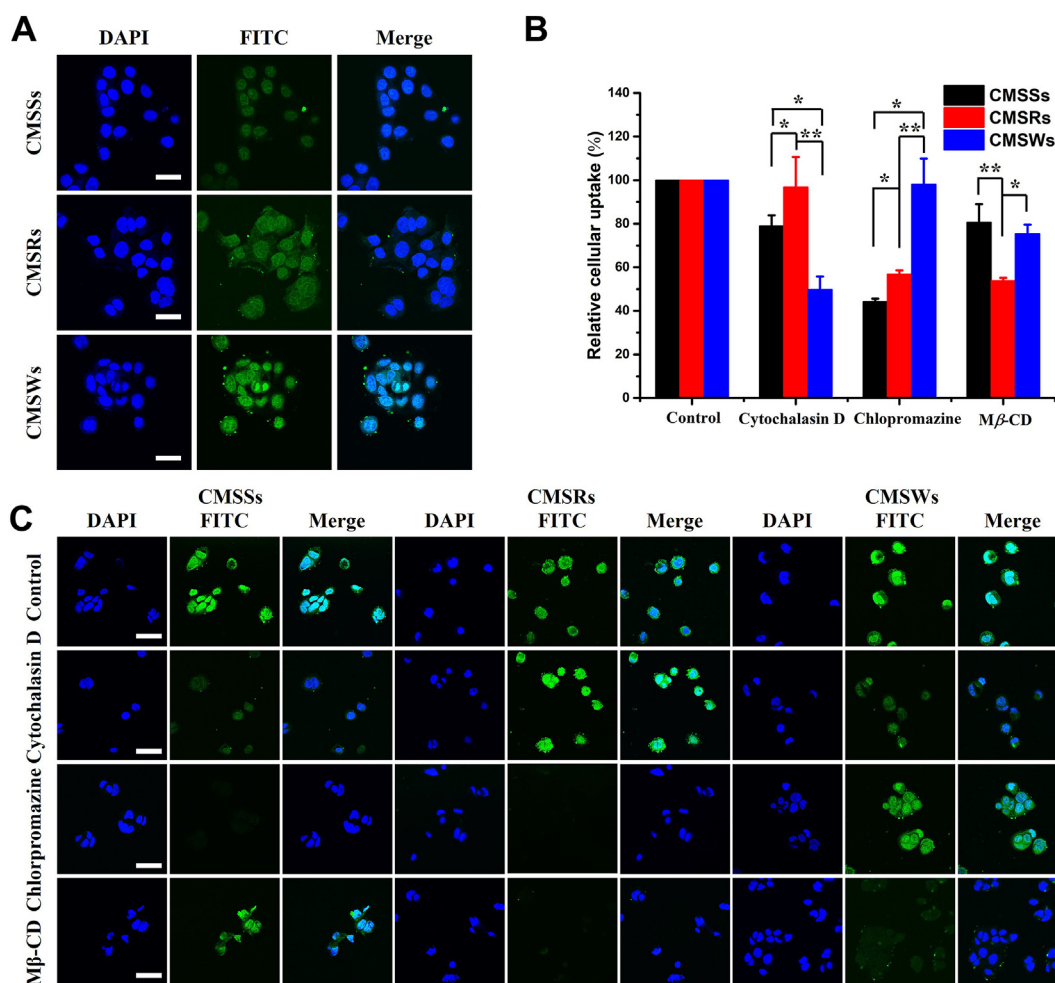 A
DAPI FITC Merge
CMSSs
CMSRs
CMSWs
B
CMSSs
CMSRs
CMSWs
Relative cellular uptake (%)
140
120
100
80
60
40
20
0
* * **
* * **
** *
Control Cytochalasin D Chlopromazine Mβ-CD
C
CMSSs CMSRs CMSWs
DAPI FITC Merge DAPI FITC Merge DAPI FITC Merge
Control
Cytochalasin D
Chlorpromazine
Mβ-CD